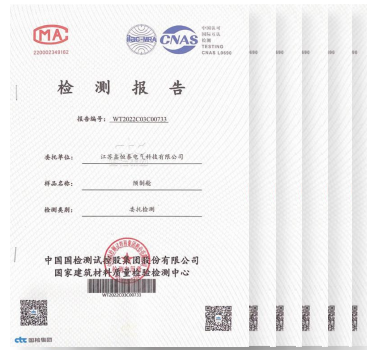 MA
220002349102
ilac-MRA
CNAS
中国认可
国际互认
检测
TESTING
检测报告
报告编号： WT2022C03C00733
委托单位： 江苏嘉恒泰电气科技有限公司
样品名称： 预制舱
检测类别： 委托检测
中国国检测试控股集团股份有限公司
国家建筑材料质量检验检测中心
WT2022C03C00733
ctc 国检集团